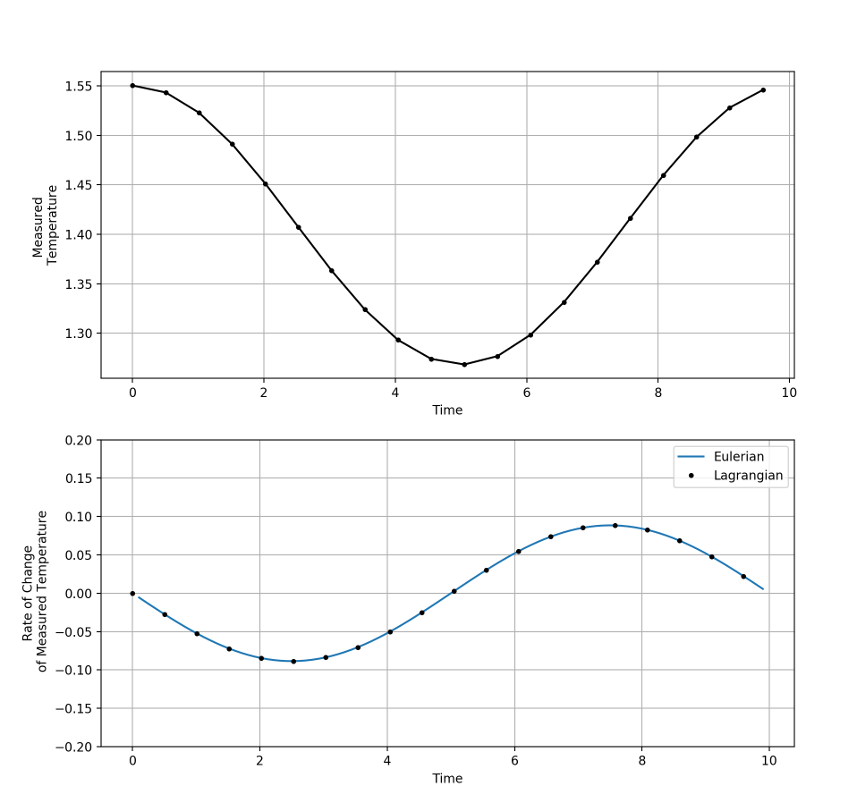 1.55
1.50
1.45
1.40
1.35
1.30
Measured
Temperature
0 2 4 6 8 10
Time
0.20
0.15
0.10
0.05
0.00
−0.05
−0.10
−0.15
−0.20
Rate of Change
of Measured Temperature
Eulerian
Lagrangian
0 2 4 6 8 10
Time